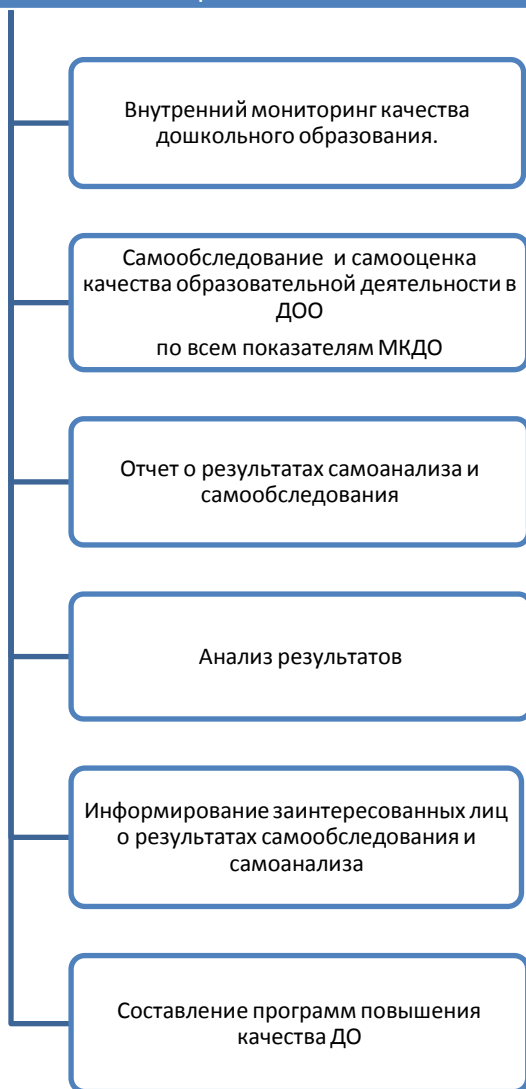 Внутренний мониторинг качества
дошкольного образования.
Самообследование и самооценка
качества образовательной деятельности в
ДОО
по всем показателям МКДО
Отчет о результатах самоанализа и
самообследования
Анализ результатов
Информирование заинтересованных лиц
о результатах самообследования и
самоанализа
Составление программ повышения
качества ДО